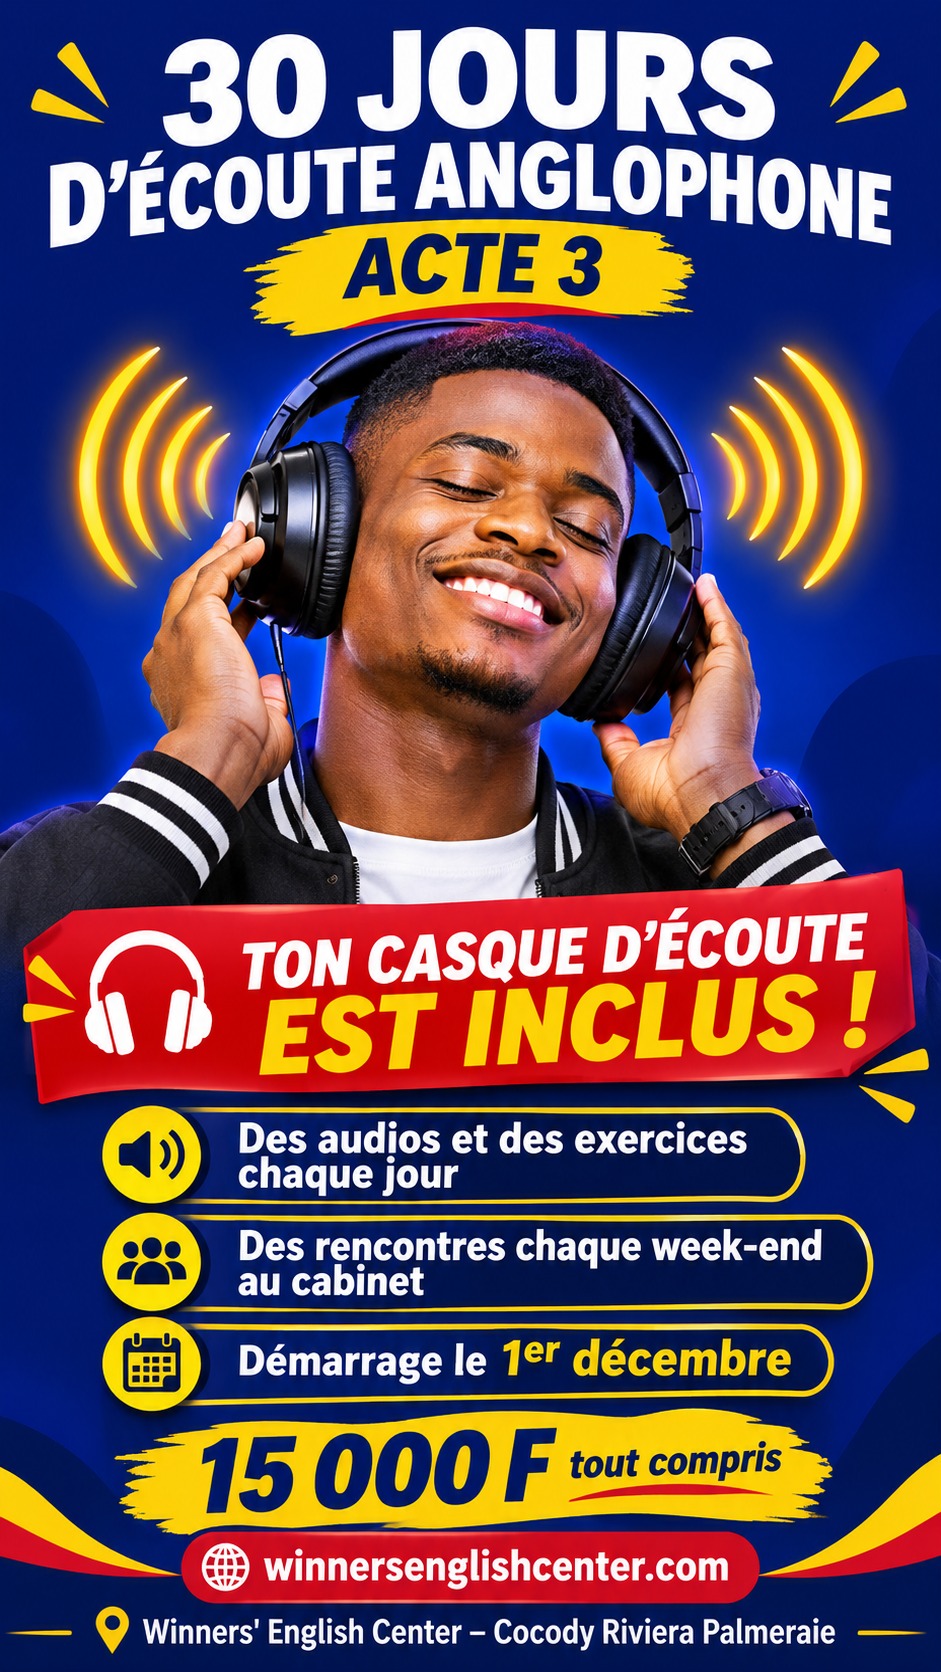 30 JOURS
D'ÉCOUTE ANGLOPHONE
ACTE 3
TON CASQUE D'ÉCOUTE
EST INCLUS !
Des audios et des exercices
chaque jour
Des rencontres chaque week-end
au cabinet
Démarrage le 1er décembre
15 000 F tout compris
winnersenglishcenter.com
Winners' English Center – Cocody Riviera Palmeraie